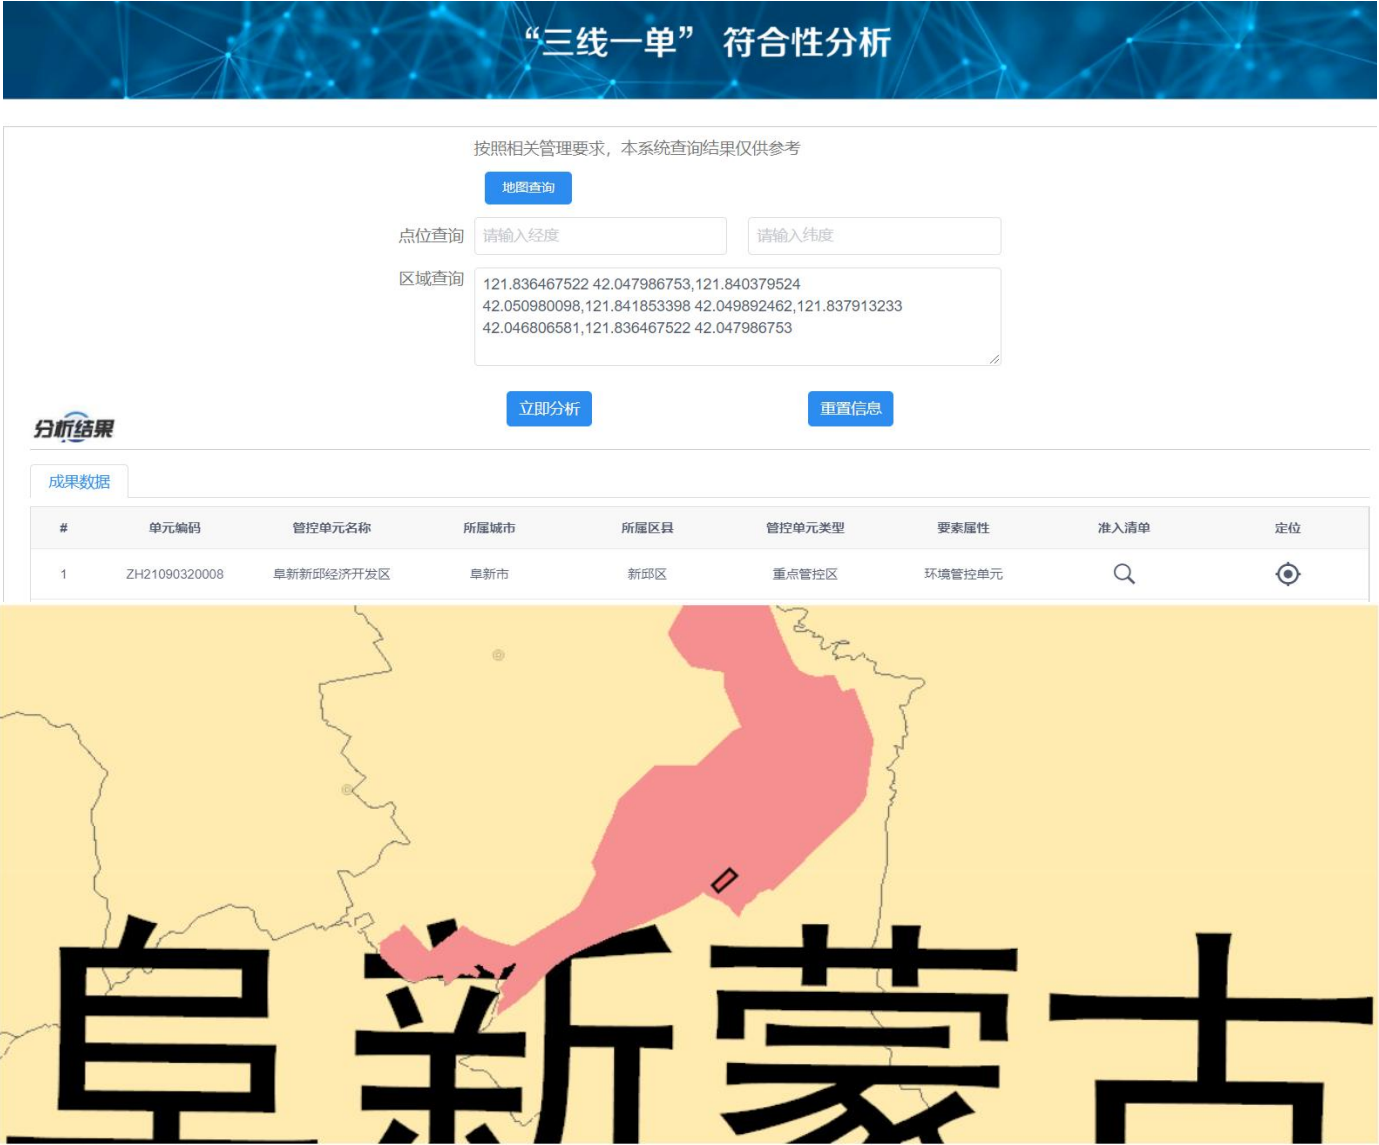 “三线一单” 符合性分析
按照相关管理要求，本系统查询结果仅供参考
地图查询
点位查询 请输入经度 请输入纬度
区域查询 121.836467522 42.047986753,121.840379524
42.050980098,121.841853398 42.049892462,121.837913233
42.046806581,121.836467522 42.047986753
立即分析 重置信息
分析结果
成果数据
# 单元编码 管控单元名称 所属城市 所属区县 管控单元类型 要素属性 准入清单 定位
1 ZH21090320008 阜新新邱经济开发区 阜新市 新邱区 重点管控区 环境管控单元
阜新蒙古